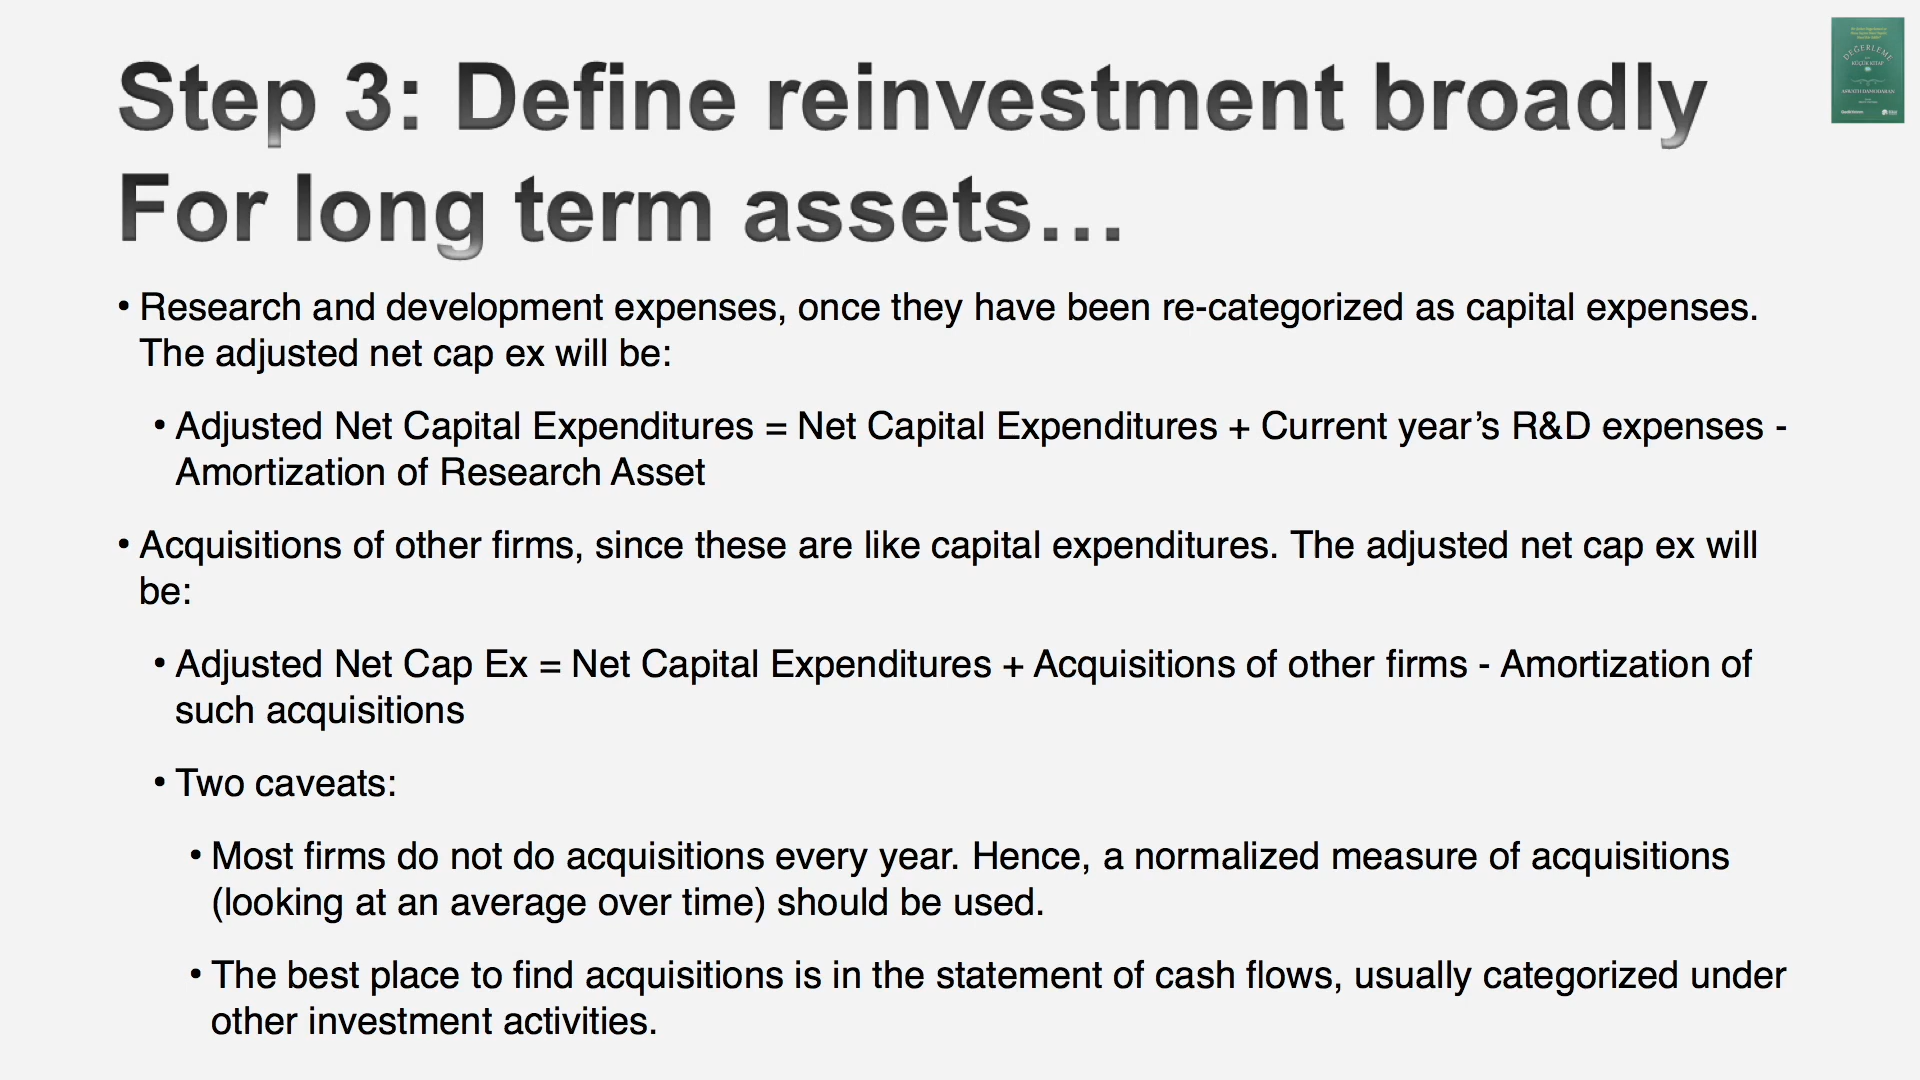 Step 3: Define reinvestment broadly
For long term assets…
• Research and development expenses, once they have been re-categorized as capital expenses.
The adjusted net cap ex will be:
• Adjusted Net Capital Expenditures = Net Capital Expenditures + Current year’s R&D expenses -
Amortization of Research Asset
• Acquisitions of other firms, since these are like capital expenditures. The adjusted net cap ex will
be:
• Adjusted Net Cap Ex = Net Capital Expenditures + Acquisitions of other firms - Amortization of
such acquisitions
• Two caveats:
• Most firms do not do acquisitions every year. Hence, a normalized measure of acquisitions
(looking at an average over time) should be used.
• The best place to find acquisitions is in the statement of cash flows, usually categorized under
other investment activities.
DEĞERLEME
KÜÇÜK KİTAP
ASWATH DAMODARAN